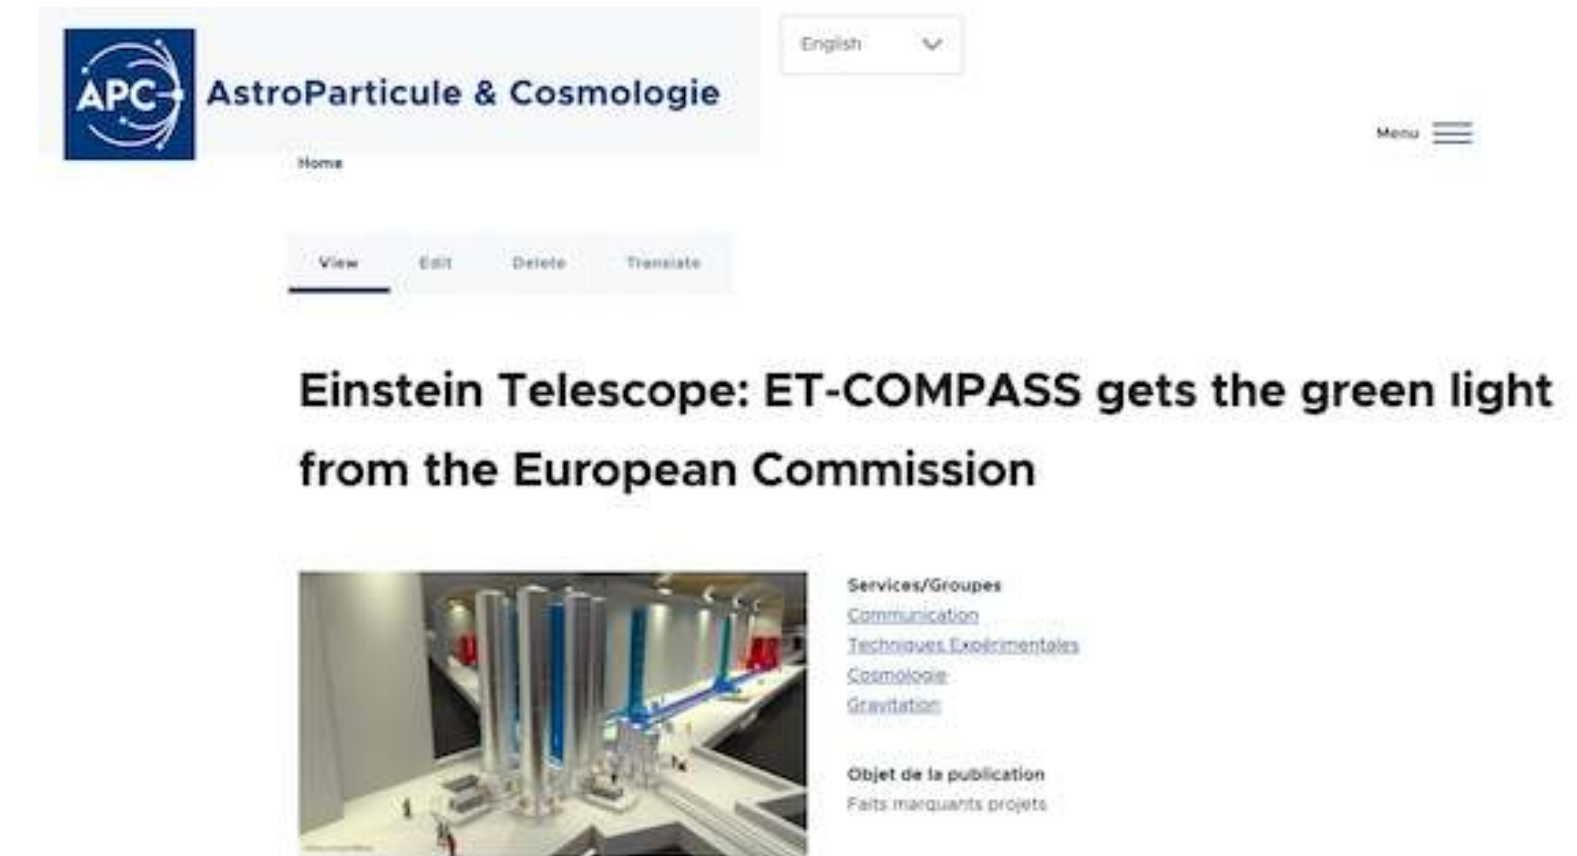 English
APC
AstroParticule & Cosmologie
Menu
Home
View Edit Delete Translate
Einstein Telescope: ET-COMPASS gets the green light
from the European Commission
Services/Groupes
Communication
Techniques Expérimentales
Cosmologie
Gravitation
Objet de la publication
Faits marquants projets